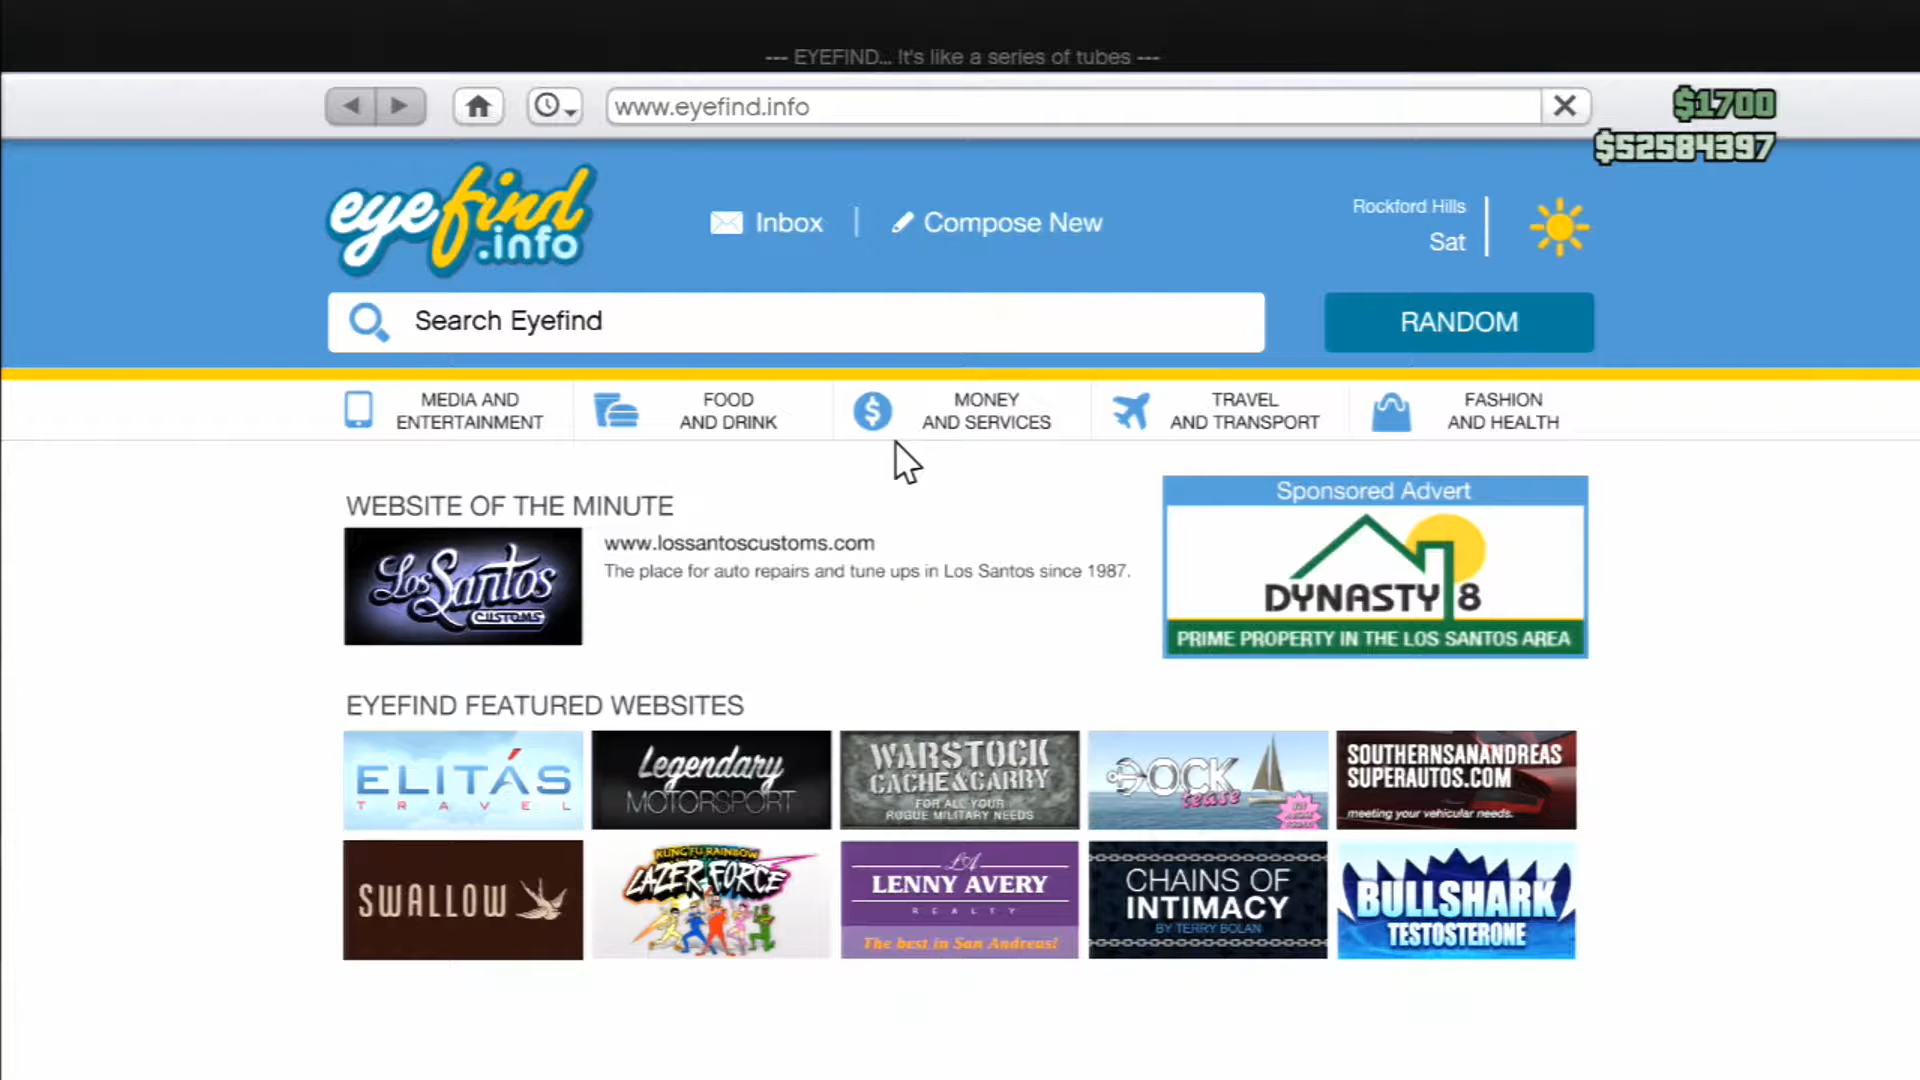 --- EYEFIND... It's like a series of tubes ---
www.eyefind.info
$1700
$52584397
eyefind.info
Inbox
Compose New
Rockford Hills
Sat
Search Eyefind
RANDOM
MEDIA AND
ENTERTAINMENT
FOOD
AND DRINK
MONEY
AND SERVICES
TRAVEL
AND TRANSPORT
FASHION
AND HEALTH
WEBSITE OF THE MINUTE
Los Santos
CUSTOMS
www.lossantoscustoms.com
The place for auto repairs and tune ups in Los Santos since 1987.
Sponsored Advert
DYNASTY 8
PRIME PROPERTY IN THE LOS SANTOS AREA
EYEFIND FEATURED WEBSITES
ELITÁS
TRAVEL
Legendary
MOTORSPORT
WARSTOCK
CACHE & CARRY
FOR ALL YOUR
ROGUE MILITARY NEEDS
DOCK
tease
SOUTHERNSANANDREAS
SUPERAUTOS.COM
meeting your vehicular needs.
SWALLOW
KUNG FU RAINBOW
LAZER FORCE
LA
LENNY AVERY
REALTY
The best in San Andreas!
CHAINS OF
INTIMACY
BY TERRY BOLAN
BULLSHARK
TESTOSTERONE